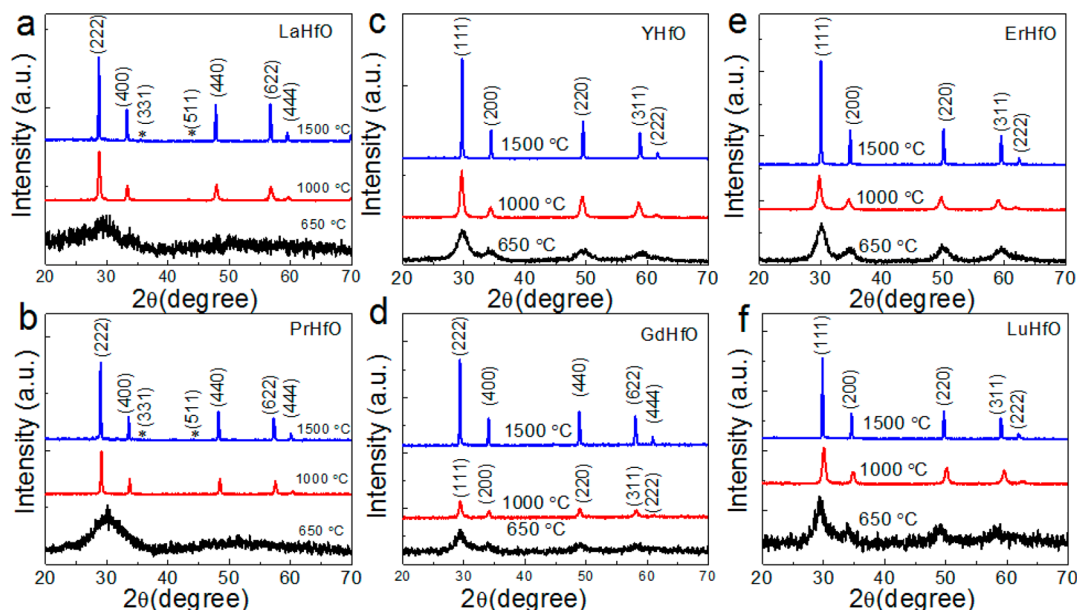 a
LaHfO
(222)
(400)
*(331)
*(511)
(440)
(622)
(444)
1500 °C
1000 °C
650 °C
Intensity (a.u.)
20 30 40 50 60 70
2θ(degree)
c
YHfO
(111)
(200)
(220)
(311)
(222)
1500 °C
1000 °C
650 °C
Intensity (a.u.)
20 30 40 50 60 70
2θ(degree)
e
ErHfO
(111)
(200)
(220)
(311)
(222)
1500 °C
1000 °C
650 °C
Intensity (a.u.)
20 30 40 50 60 70
2θ(degree)
b
PrHfO
(222)
(400)
*(331)
*(511)
(440)
(622)
(444)
1500 °C
1000 °C
650 °C
Intensity (a.u.)
20 30 40 50 60 70
2θ(degree)
d
GdHfO
(222)
(400)
(440)
(622)
(444)
1500 °C
(111)
(200)
(220)
(311)
(222)
1000 °C
650 °C
Intensity (a.u.)
20 30 40 50 60 70
2θ(degree)
f
LuHfO
(111)
(200)
(220)
(311)
(222)
1500 °C
1000 °C
650 °C
Intensity (a.u.)
20 30 40 50 60 70
2θ(degree)